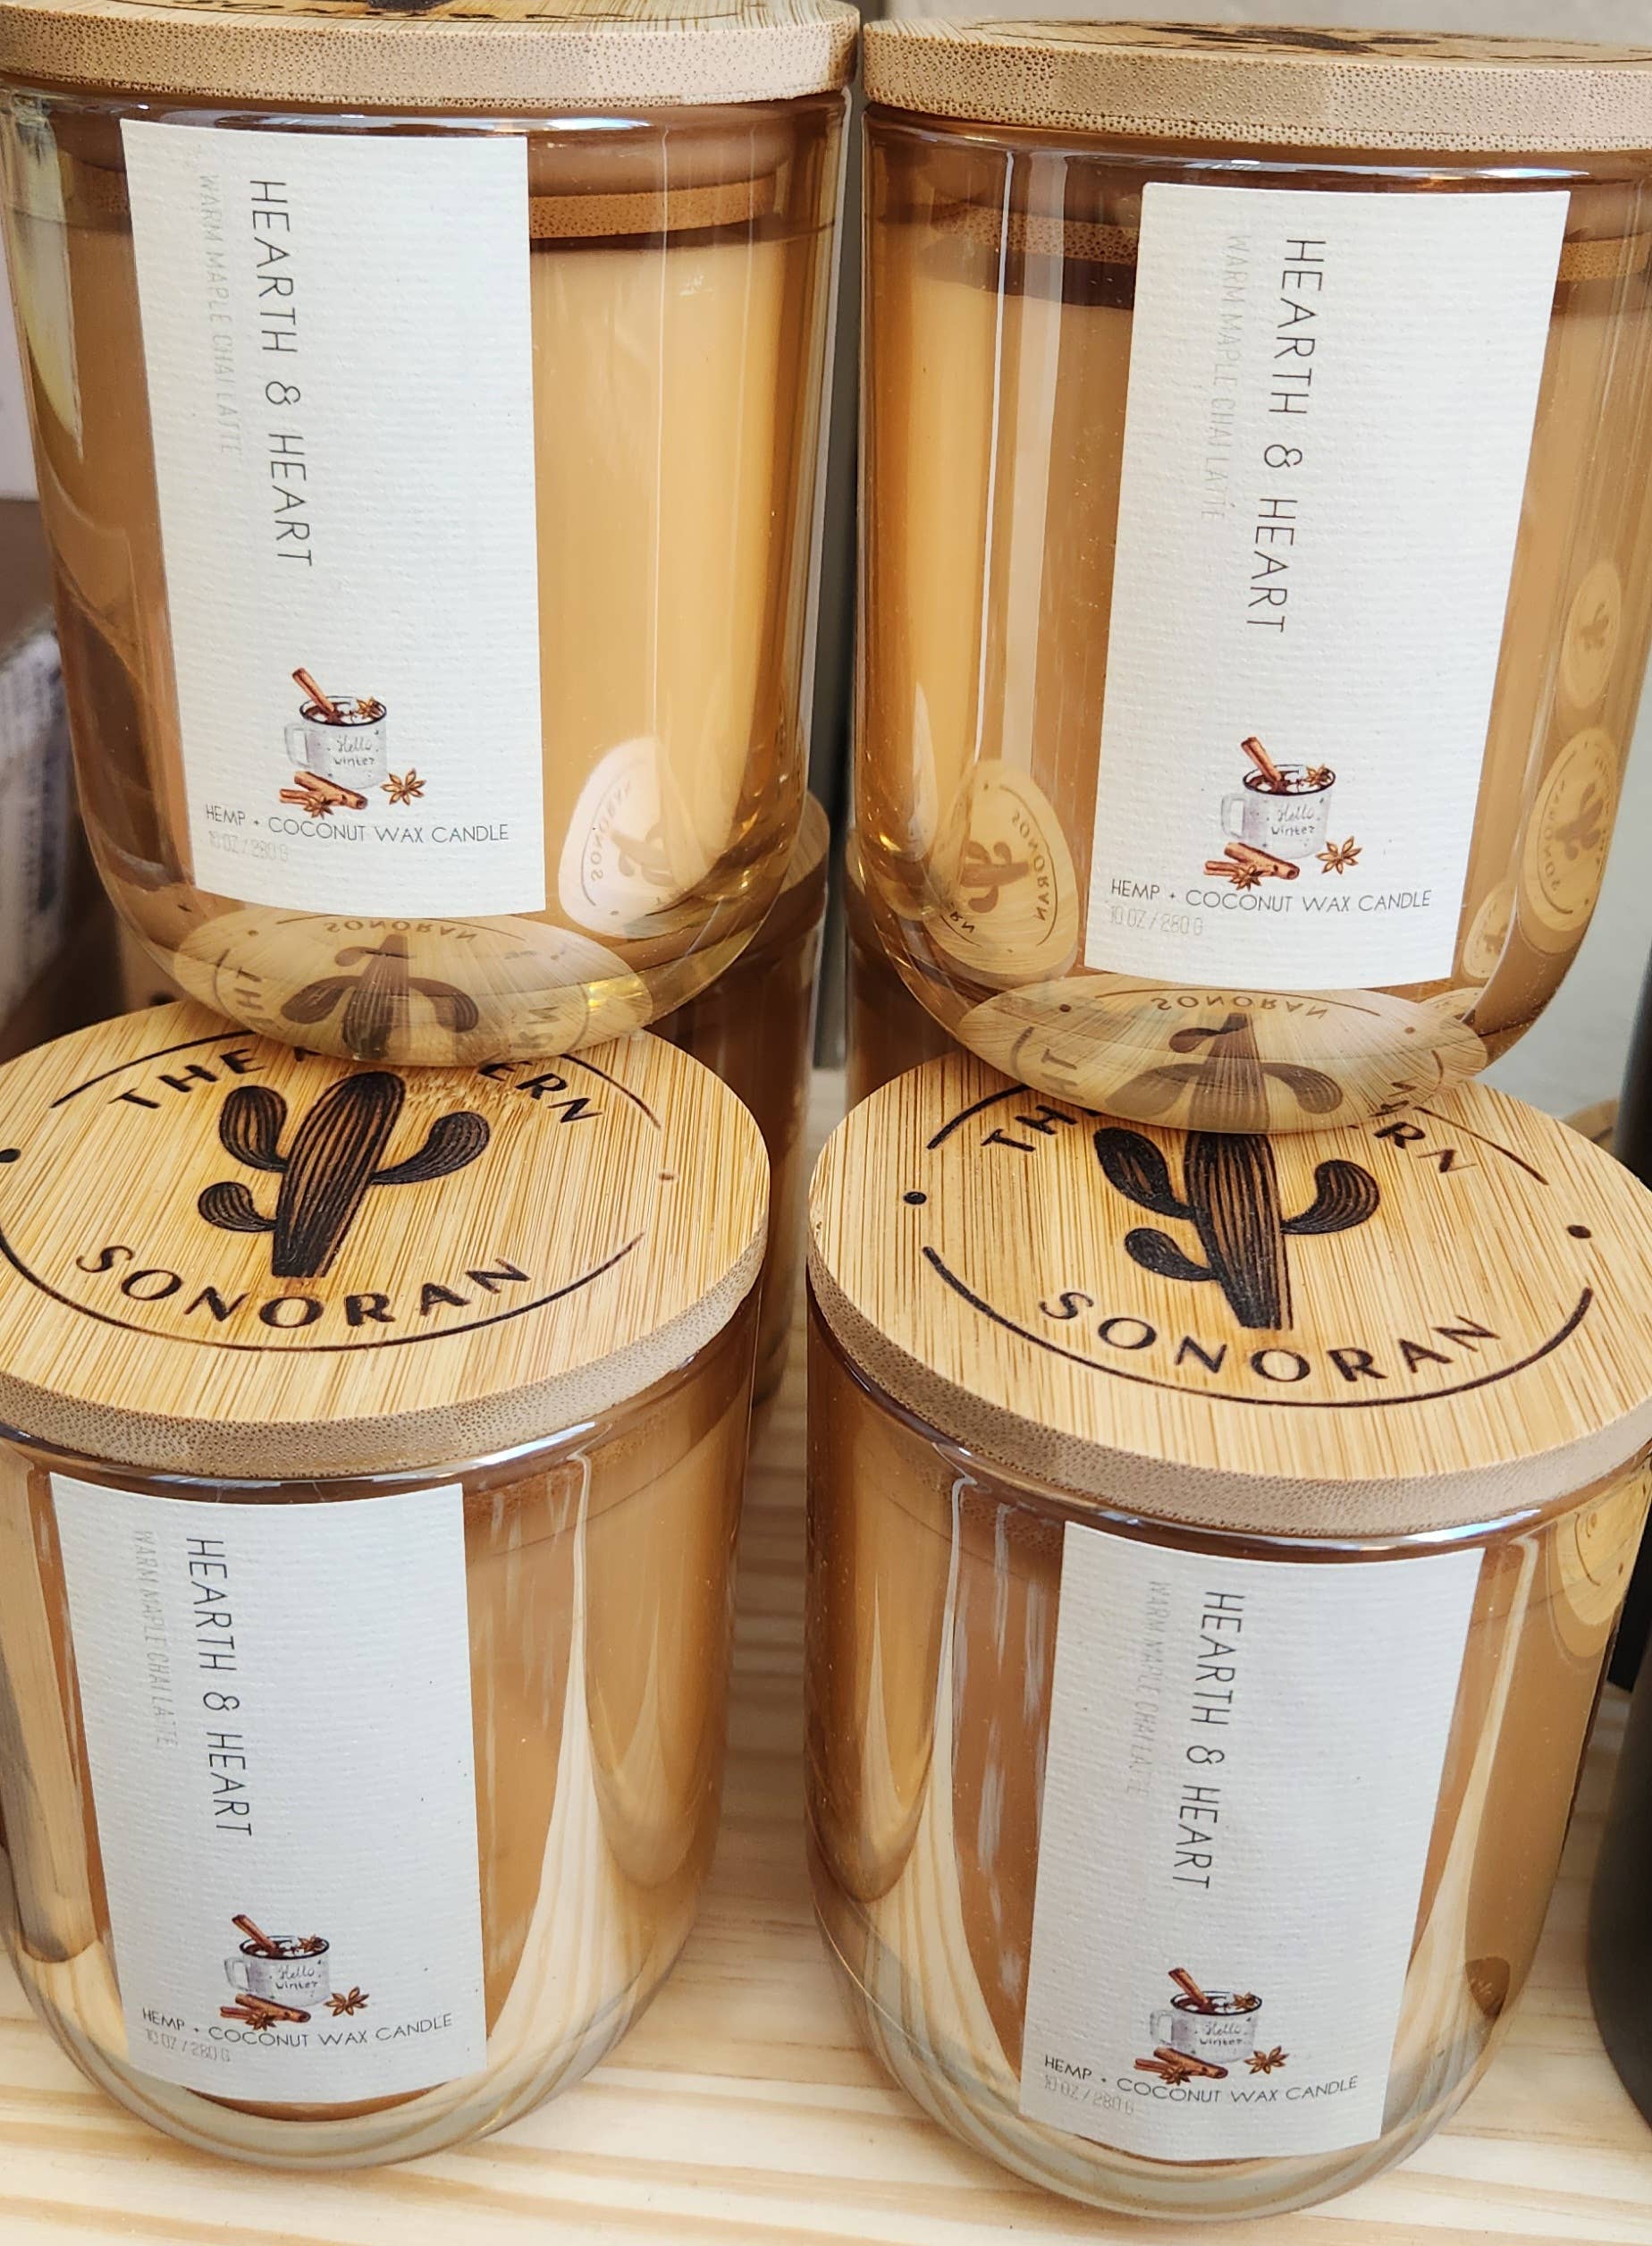 HEARTH & HEART
WARM MAPLE CHAI LATTE
Hello
winter
HEMP + COCONUT WAX CANDLE
10 OZ / 280 G
HEARTH & HEART
WARM MAPLE CHAI LATTE
Hello
winter
HEMP + COCONUT WAX CANDLE
10 OZ / 280 G
THE
SONORAN
SONORAN
HEARTH & HEART
WARM MAPLE CHAI LATTE
Hello
winter
HEMP + COCONUT WAX CANDLE
10 OZ / 280 G
HEARTH & HEART
WARM MAPLE CHAI LATTE
Hello
winter
HEMP + COCONUT WAX CANDLE
10 OZ / 280 G